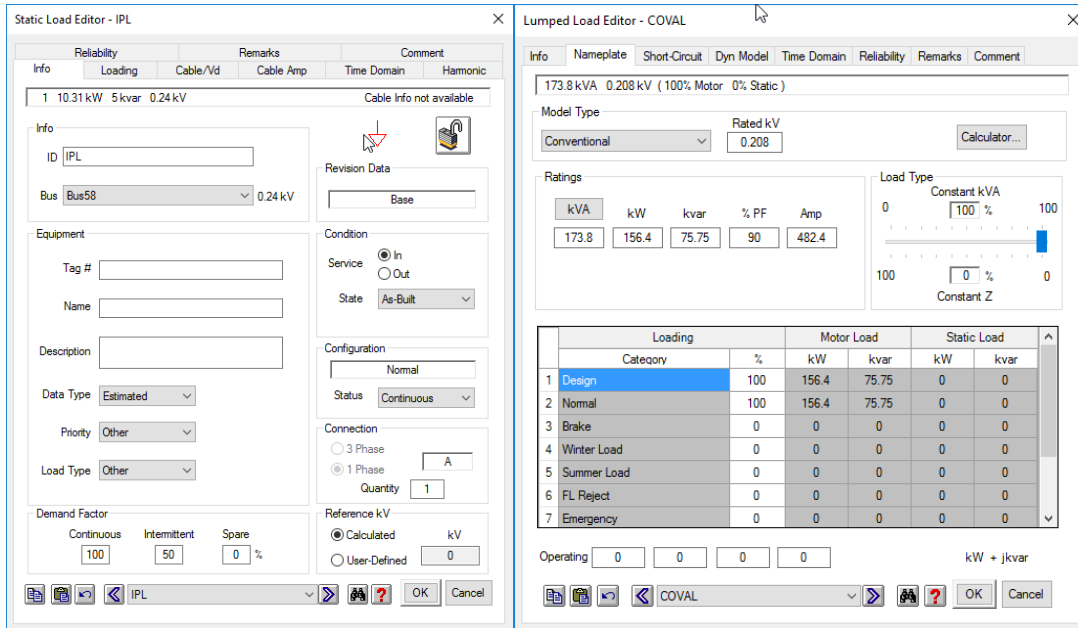 Static Load Editor - IPL
Reliability Remarks Comment
Info Loading Cable/Vd Cable Amp Time Domain Harmonic
1 10.31 kW 5 kvar 0.24 kV Cable Info not available
Info
ID IPL
Bus Bus58 0.24 kV
Revision Data
Base
Equipment
Tag #
Name
Description
Data Type Estimated
Priority Other
Load Type Other
Condition
Service In
Out
State As-Built
Configuration
Normal
Status Continuous
Connection
3 Phase
1 Phase A
Quantity 1
Demand Factor
Continuous Intermittent Spare
100 50 0 %
Reference kV
Calculated kV
User-Defined 0
IPL ? OK Cancel
Lumped Load Editor - COVAL
Info Nameplate Short-Circuit Dyn Model Time Domain Reliability Remarks Comment
173.8 kVA 0.208 kV ( 100% Motor 0% Static )
Model Type
Rated kV
Conventional 0.208 Calculator...
Ratings
kVA kW kvar % PF Amp
173.8 156.4 75.75 90 482.4
Load Type
Constant kVA
0 100 % 100
100 0 % 0
Constant Z
Loading Motor Load Static Load
Category % kW kvar kW kvar
1 Design 100 156.4 75.75 0 0
2 Normal 100 156.4 75.75 0 0
3 Brake 0 0 0 0 0
4 Winter Load 0 0 0 0 0
5 Summer Load 0 0 0 0 0
6 FL Reject 0 0 0 0 0
7 Emergency 0 0 0 0 0
Operating 0 0 0 0 kW + jkvar
COVAL ? OK Cancel